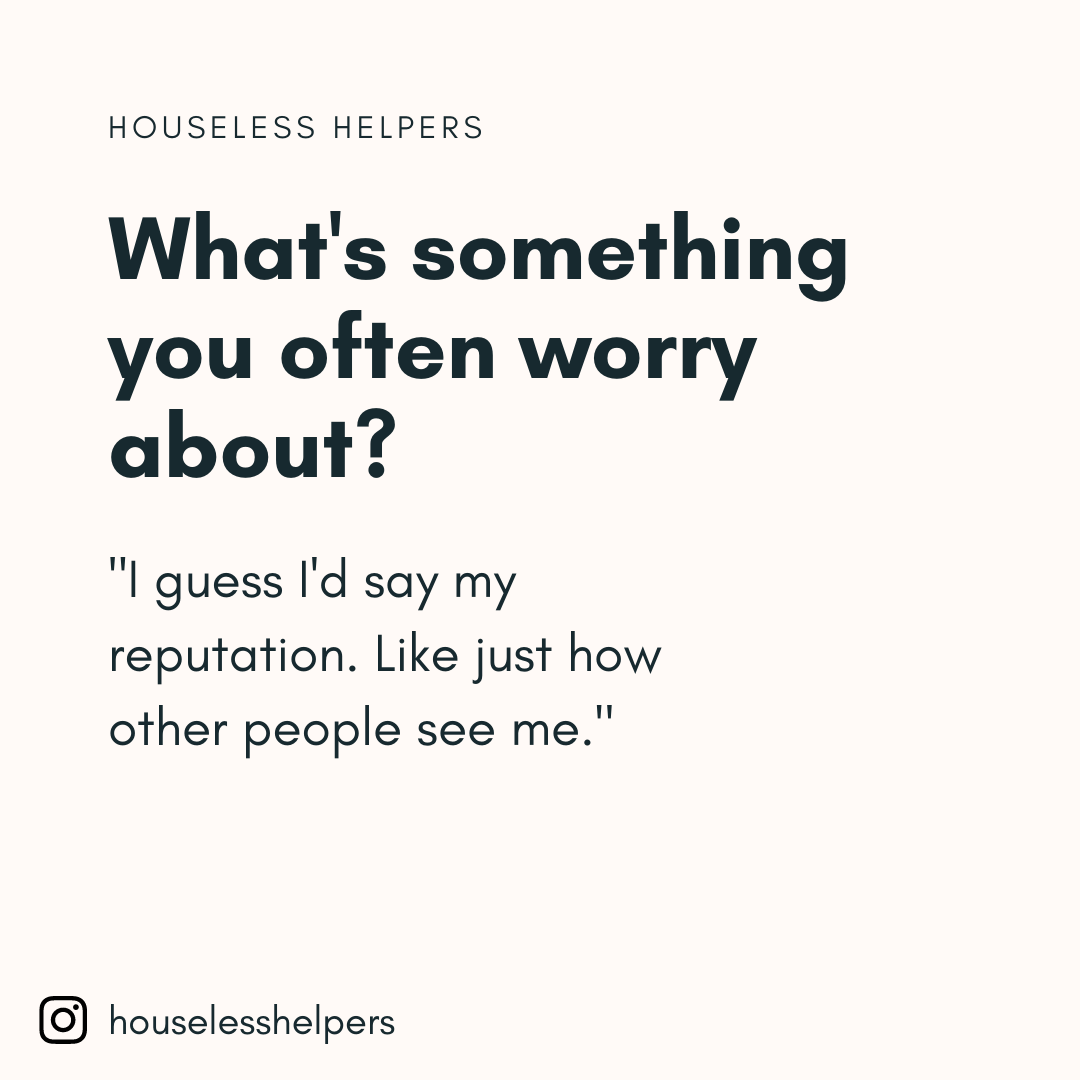 HOUSELESS HELPERS
What's something
you often worry
about?
"I guess I'd say my
reputation. Like just how
other people see me."
houselesshelpers